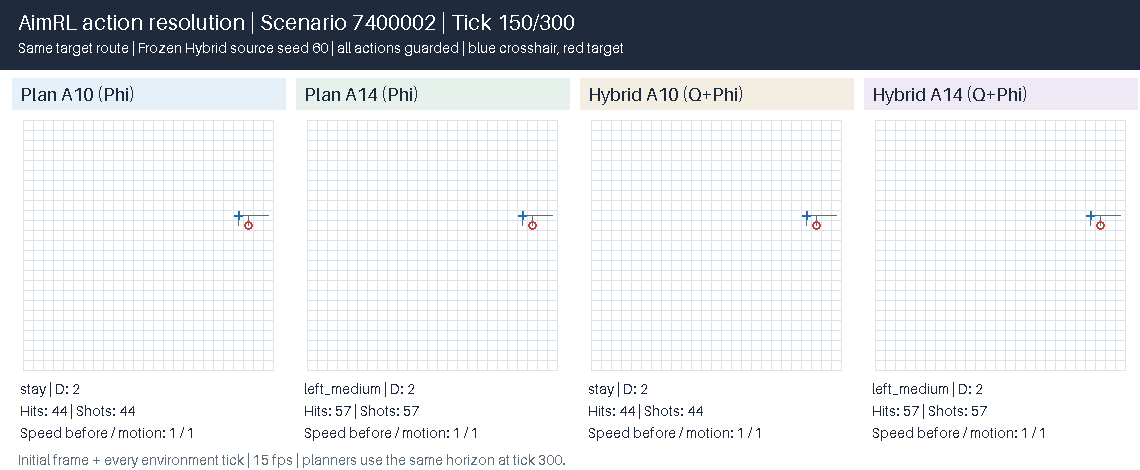 AimRL action resolution | Scenario 7400002 | Tick 150/300
Same target route | Frozen Hybrid source seed 60 | all actions guarded | blue crosshair, red target
Plan A10 (Phi)
Plan A14 (Phi)
Hybrid A10 (Q+Phi)
Hybrid A14 (Q+Phi)
stay | D: 2
Hits: 44 | Shots: 44
Speed before / motion: 1 / 1
left_medium | D: 2
Hits: 57 | Shots: 57
Speed before / motion: 1 / 1
stay | D: 2
Hits: 44 | Shots: 44
Speed before / motion: 1 / 1
left_medium | D: 2
Hits: 57 | Shots: 57
Speed before / motion: 1 / 1
Initial frame + every environment tick | 15 fps | planners use the same horizon at tick 300.